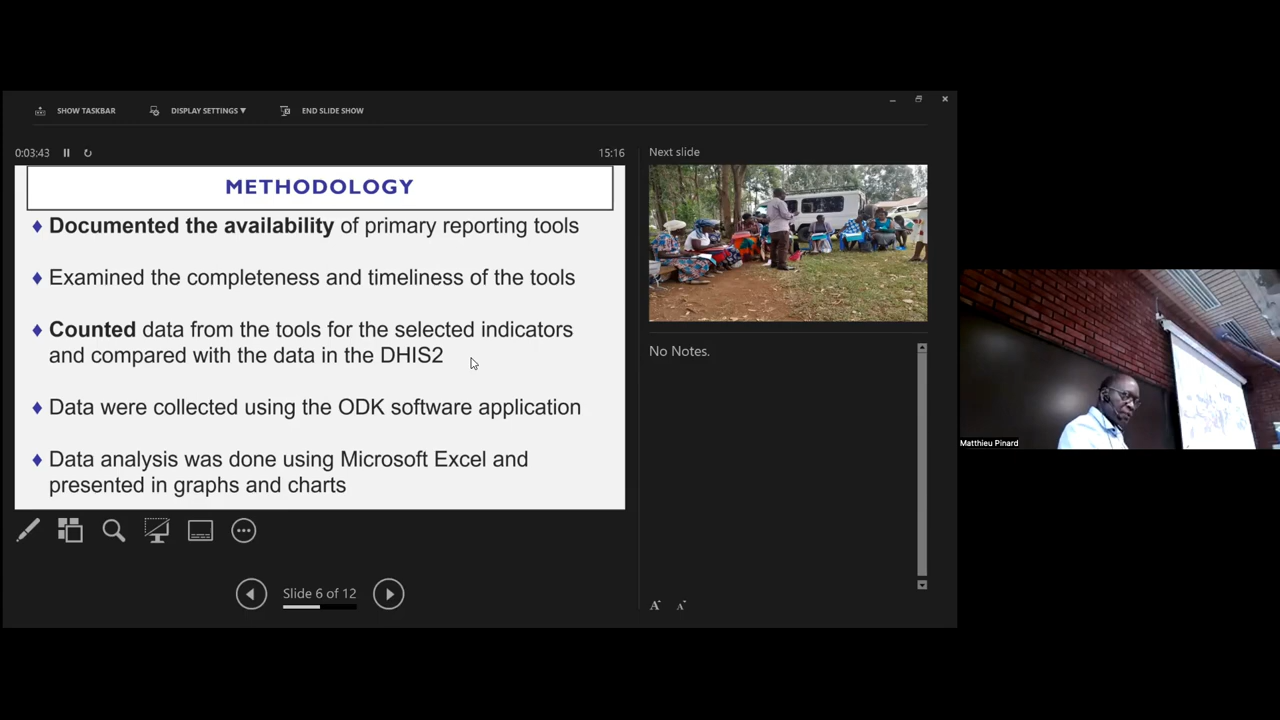 SHOW TASKBAR DISPLAY SETTINGS ▼ END SLIDE SHOW
0:03:43 15:16
METHODOLOGY
Documented the availability of primary reporting tools
Examined the completeness and timeliness of the tools
Counted data from the tools for the selected indicators
and compared with the data in the DHIS2
Data were collected using the ODK software application
Data analysis was done using Microsoft Excel and
presented in graphs and charts
Slide 6 of 12
Next slide
No Notes.
A A
Matthieu Pinard